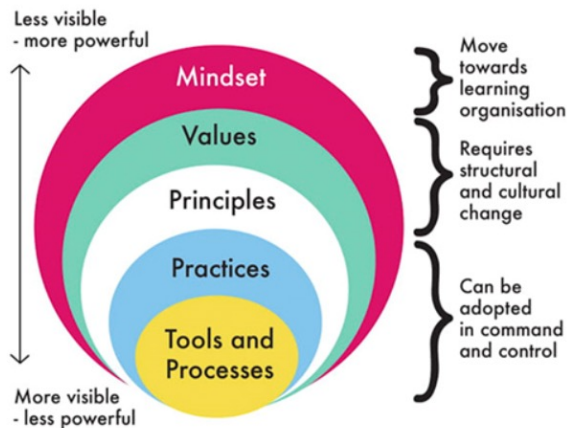 Less visible
- more powerful
Mindset
Values
Principles
Practices
Tools and
Processes
More visible
- less powerful
Move
towards
learning
organisation
Requires
structural
and cultural
change
Can be
adopted
in command
and control